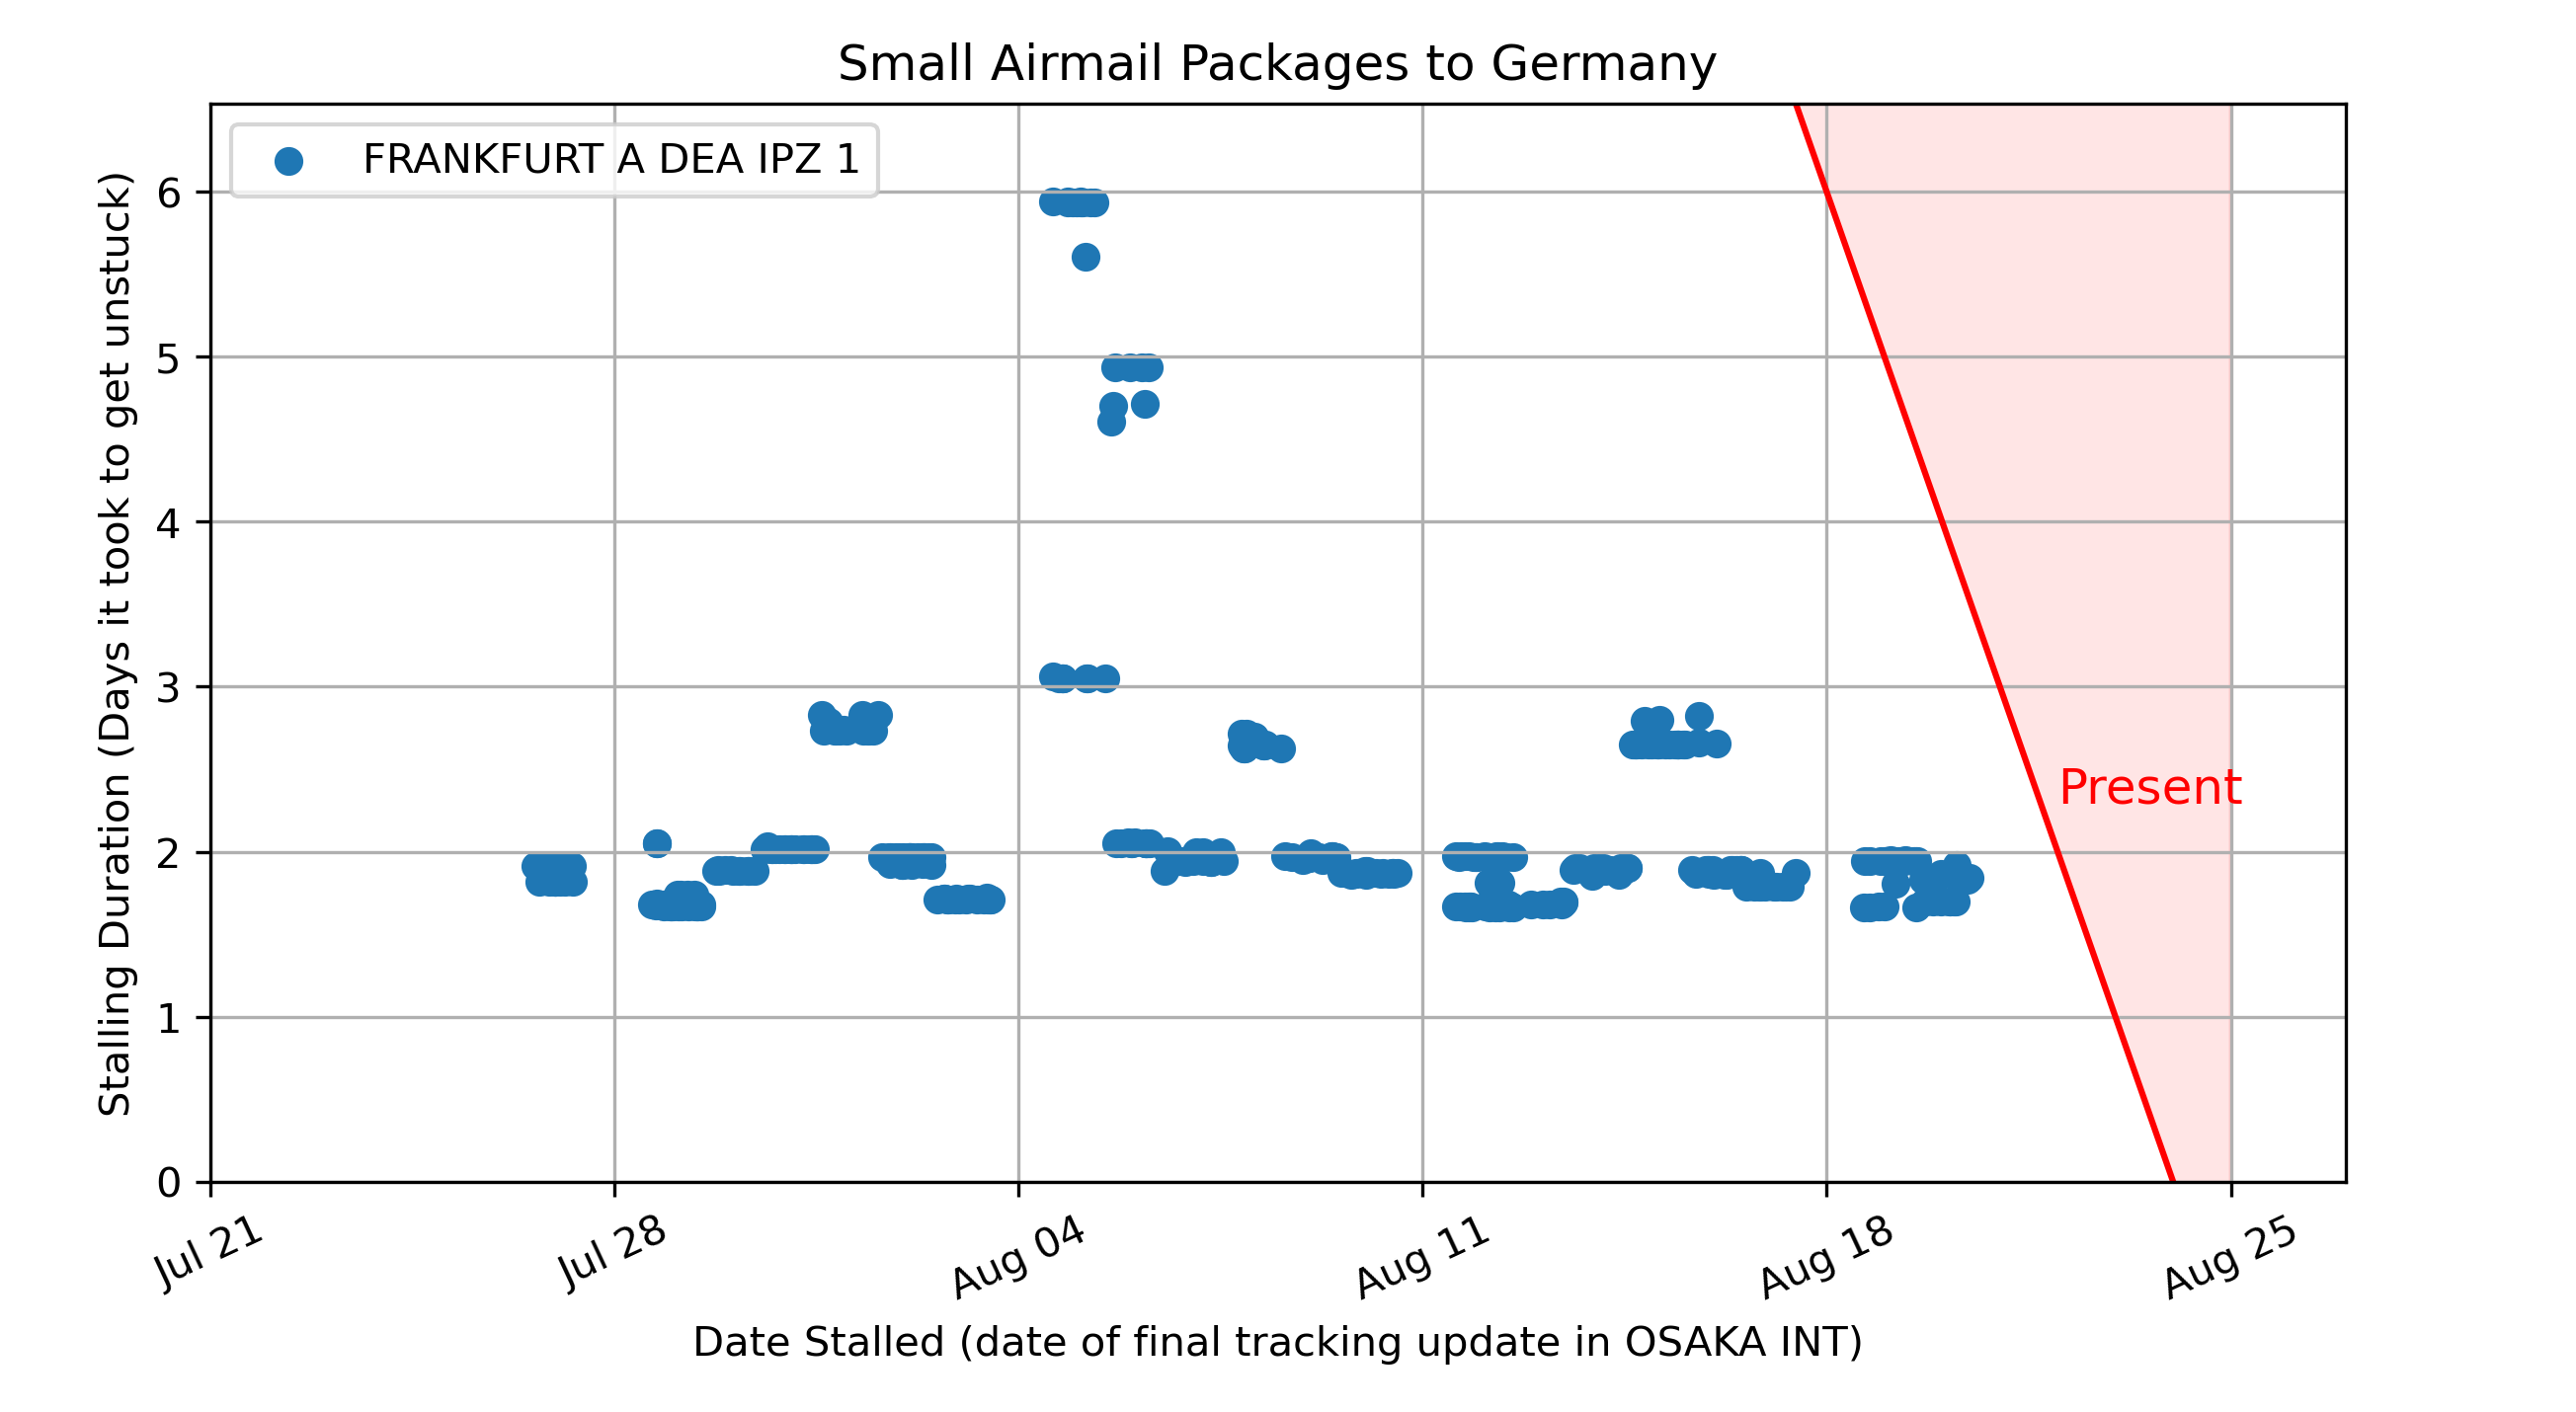 Small Airmail Packages to Germany
FRANKFURT A DEA IPZ 1
Stalling Duration (Days it took to get unstuck)
6
5
4
3
2
1
0
Present
Jul 21
Jul 28
Aug 04
Aug 11
Aug 18
Aug 25
Date Stalled (date of final tracking update in OSAKA INT)